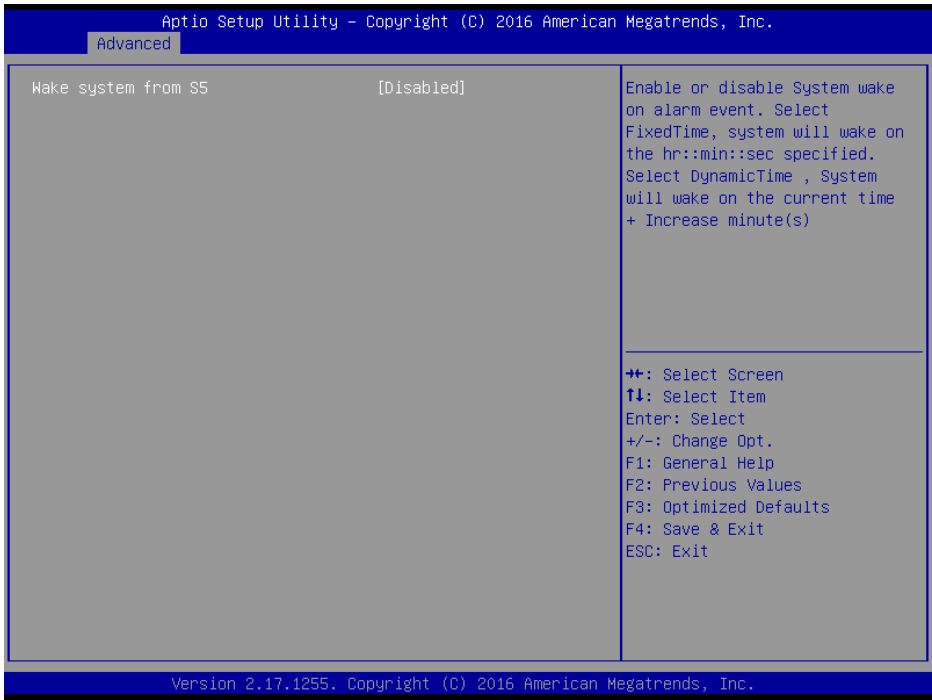 Aptio Setup Utility – Copyright (C) 2016 American Megatrends, Inc.
Advanced
Wake system from S5 [Disabled]
Enable or disable System wake
on alarm event. Select
FixedTime, system will wake on
the hr::min::sec specified.
Select DynamicTime , System
will wake on the current time
+ Increase minute(s)
→←: Select Screen
↑↓: Select Item
Enter: Select
+/-: Change Opt.
F1: General Help
F2: Previous Values
F3: Optimized Defaults
F4: Save & Exit
ESC: Exit
Version 2.17.1255. Copyright (C) 2016 American Megatrends, Inc.